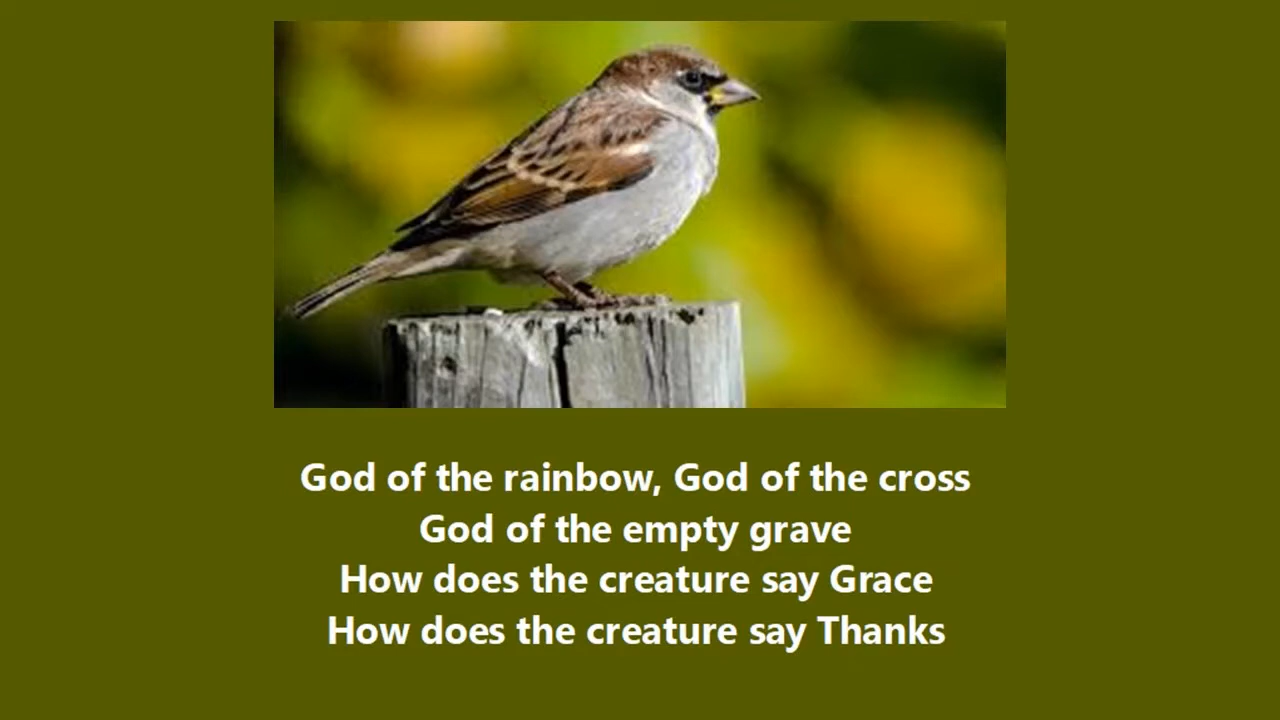 God of the rainbow, God of the cross
God of the empty grave
How does the creature say Grace
How does the creature say Thanks